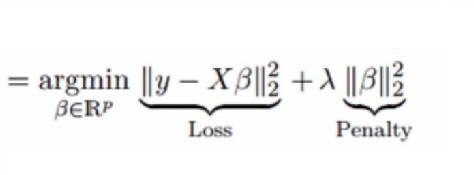 = argmin ‖y − Xβ‖₂² + λ ‖β‖₂²
β∈ℝᵖ
Loss Penalty